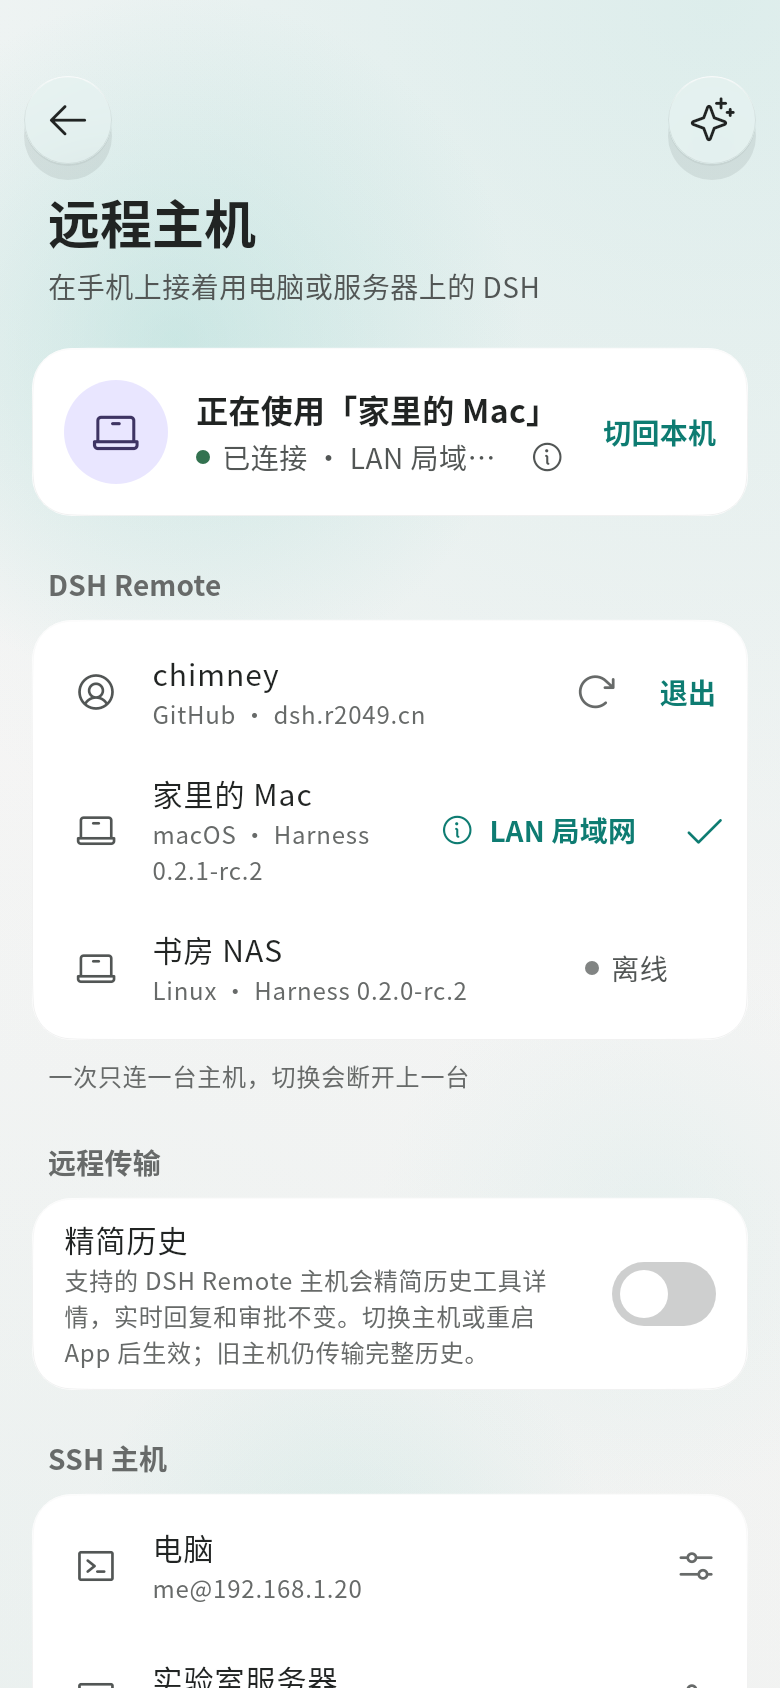 远程主机
在手机上接着用电脑或服务器上的 DSH
正在使用「家里的 Mac」
已连接 • LAN 局域…
切回本机
DSH Remote
chimney
GitHub • dsh.r2049.cn
退出
家里的 Mac
macOS • Harness
0.2.1-rc.2
LAN 局域网
书房 NAS
Linux • Harness 0.2.0-rc.2
离线
一次只连一台主机，切换会断开上一台
远程传输
精简历史
支持的 DSH Remote 主机会精简历史工具详
情，实时回复和审批不变。切换主机或重启
App 后生效；旧主机仍传输完整历史。
SSH 主机
电脑
me@192.168.1.20
实验室服务器